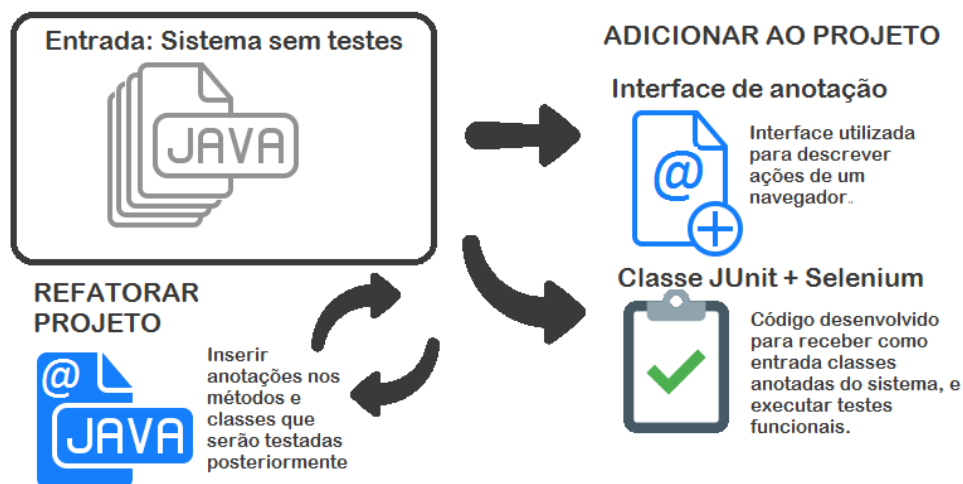 Entrada: Sistema sem testes
JAVA
ADICIONAR AO PROJETO
Interface de anotação
@
Interface utilizada
para descrever
ações de um
navegador..
Classe JUnit + Selenium
Código desenvolvido
para receber como
entrada classes
anotadas do sistema, e
executar testes
funcionais.
REFATORAR
PROJETO
@
JAVA
Inserir
anotações nos
métodos e
classes que
serão testadas
posteriormente